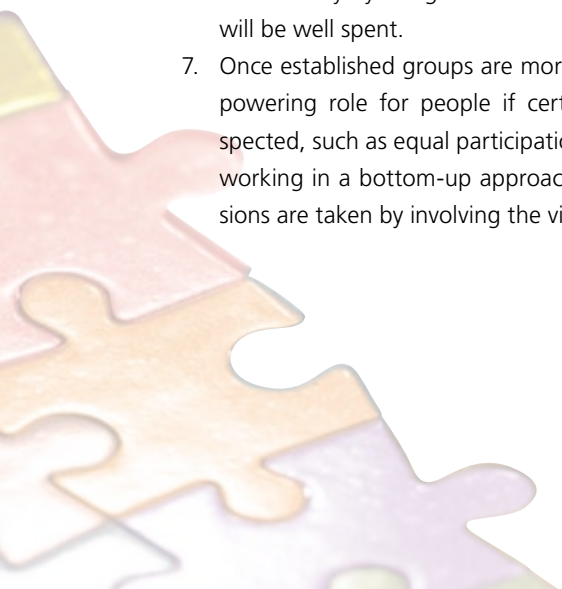 will be well spent.
7. Once established groups are mor
powering role for people if cert
spected, such as equal participatio
working in a bottom-up approac
sions are taken by involving the vi